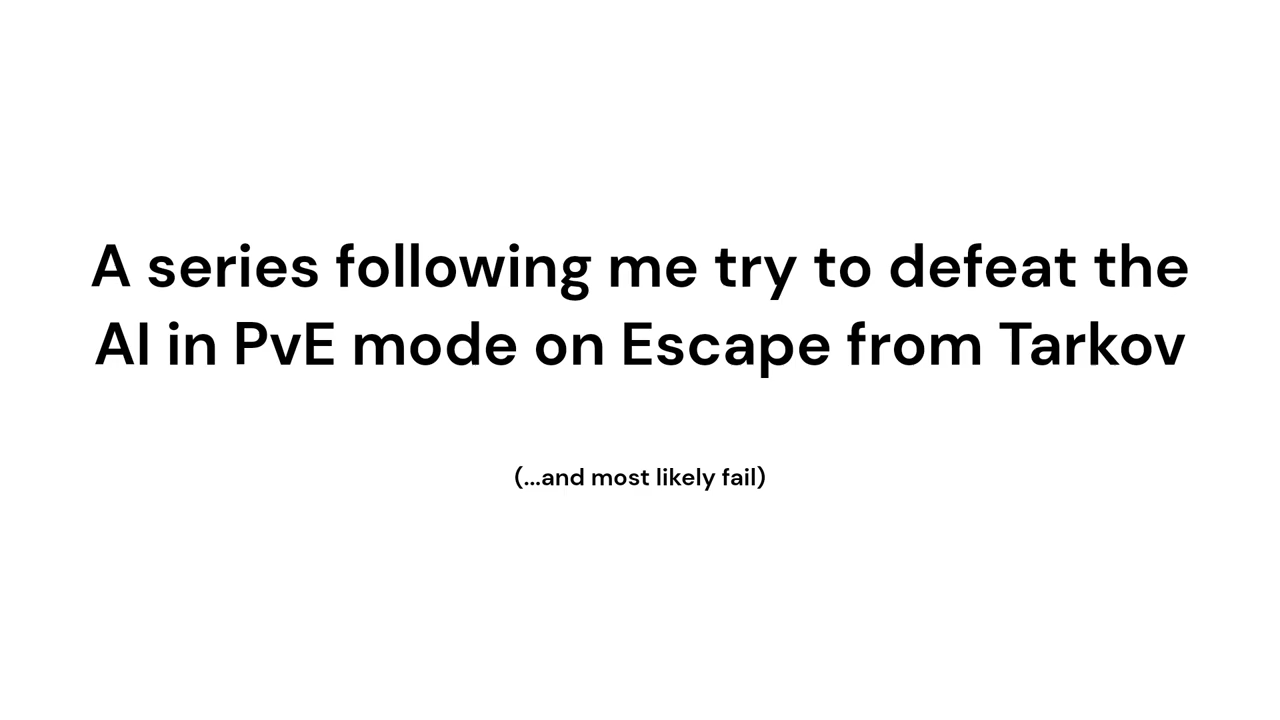 A series following me try to defeat the
AI in PvE mode on Escape from Tarkov
(...and most likely fail)